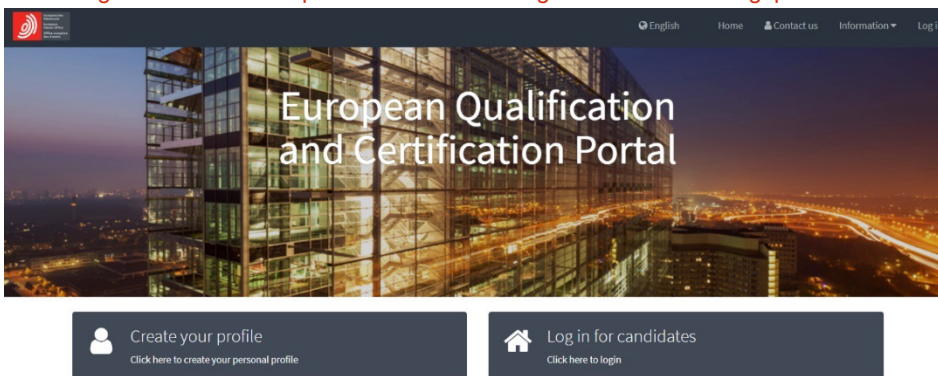 English Home Contact us Information Log i
European Qualification
and Certification Portal
Create your profile
Click here to create your personal profile
Log in for candidates
Click here to login